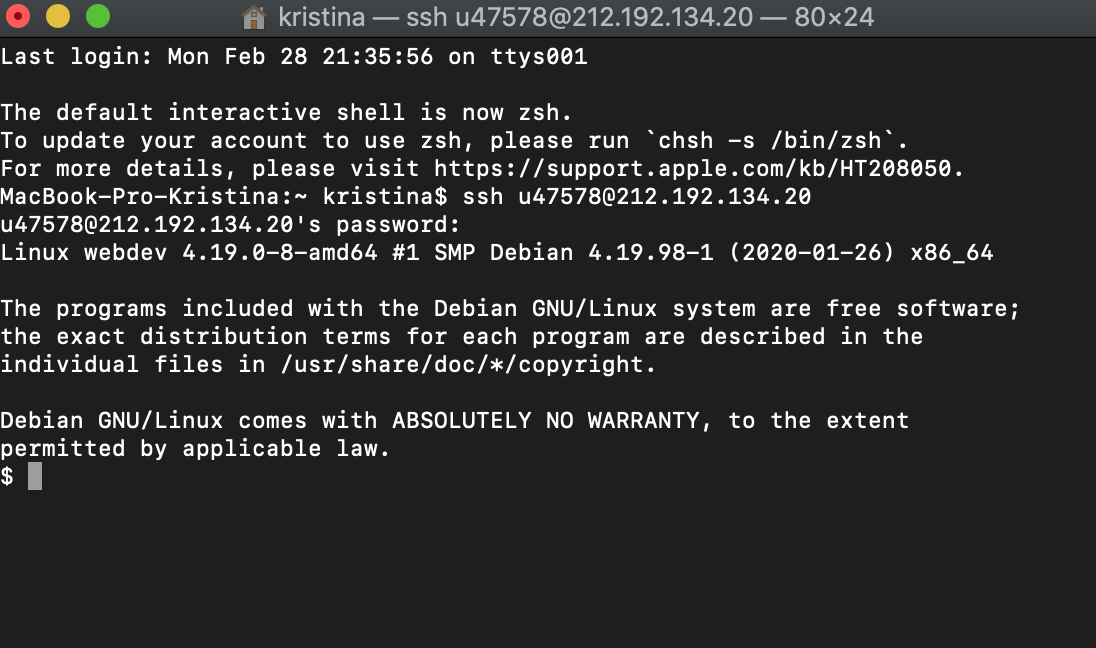 kristina — ssh u47578@212.192.134.20 — 80×24
Last login: Mon Feb 28 21:35:56 on ttys001
The default interactive shell is now zsh.
To update your account to use zsh, please run `chsh -s /bin/zsh`.
For more details, please visit https://support.apple.com/kb/HT208050.
MacBook-Pro-Kristina:~ kristina$ ssh u47578@212.192.134.20
u47578@212.192.134.20's password:
Linux webdev 4.19.0-8-amd64 #1 SMP Debian 4.19.98-1 (2020-01-26) x86_64
The programs included with the Debian GNU/Linux system are free software;
the exact distribution terms for each program are described in the
individual files in /usr/share/doc/*/copyright.
Debian GNU/Linux comes with ABSOLUTELY NO WARRANTY, to the extent
permitted by applicable law.
$